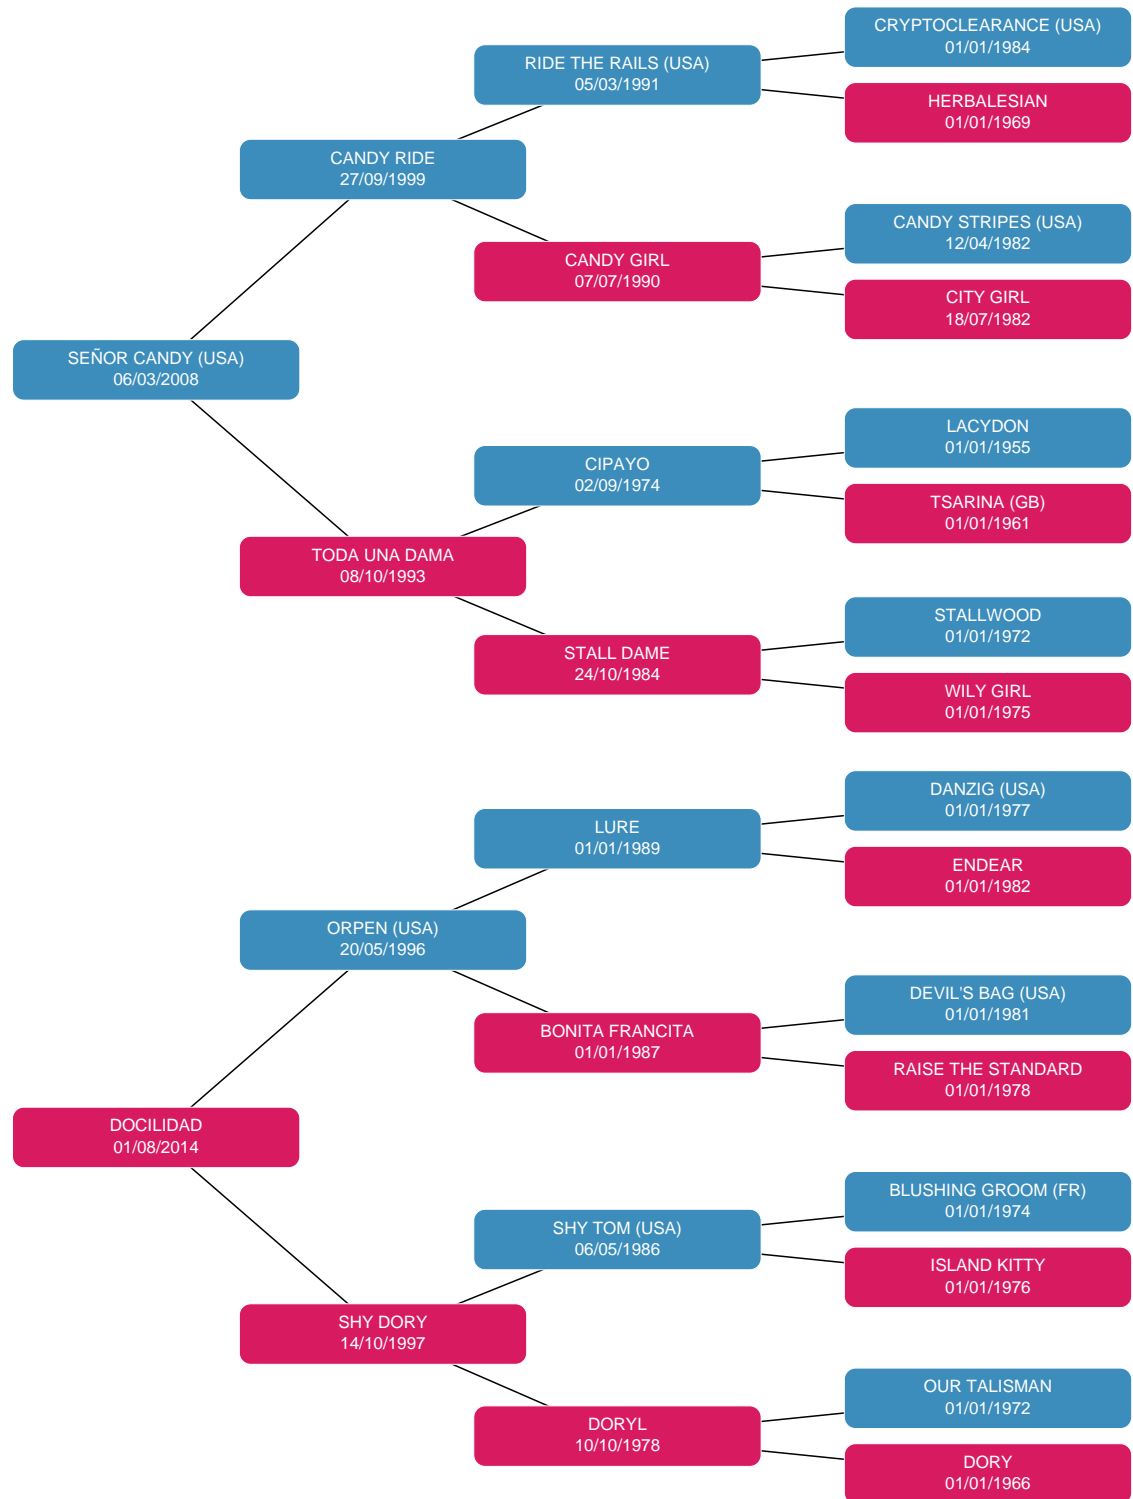 CRYPTOCLEARANCE (USA)
01/01/1984
RIDE THE RAILS (USA)
05/03/1991
HERBALESIAN
01/01/1969
CANDY RIDE
27/09/1999
CANDY STRIPES (USA)
12/04/1982
CANDY GIRL
07/07/1990
CITY GIRL
18/07/1982
SEÑOR CANDY (USA)
06/03/2008
LACYDON
01/01/1955
CIPAYO
02/09/1974
TSARINA (GB)
01/01/1961
TODA UNA DAMA
08/10/1993
STALLWOOD
01/01/1972
STALL DAME
24/10/1984
WILY GIRL
01/01/1975
DANZIG (USA)
01/01/1977
LURE
01/01/1989
ENDEAR
01/01/1982
ORPEN (USA)
20/05/1996
DEVIL'S BAG (USA)
01/01/1981
BONITA FRANCITA
01/01/1987
RAISE THE STANDARD
01/01/1978
DOCILIDAD
01/08/2014
BLUSHING GROOM (FR)
01/01/1974
SHY TOM (USA)
06/05/1986
ISLAND KITTY
01/01/1976
SHY DORY
14/10/1997
OUR TALISMAN
01/01/1972
DORYL
10/10/1978
DORY
01/01/1966